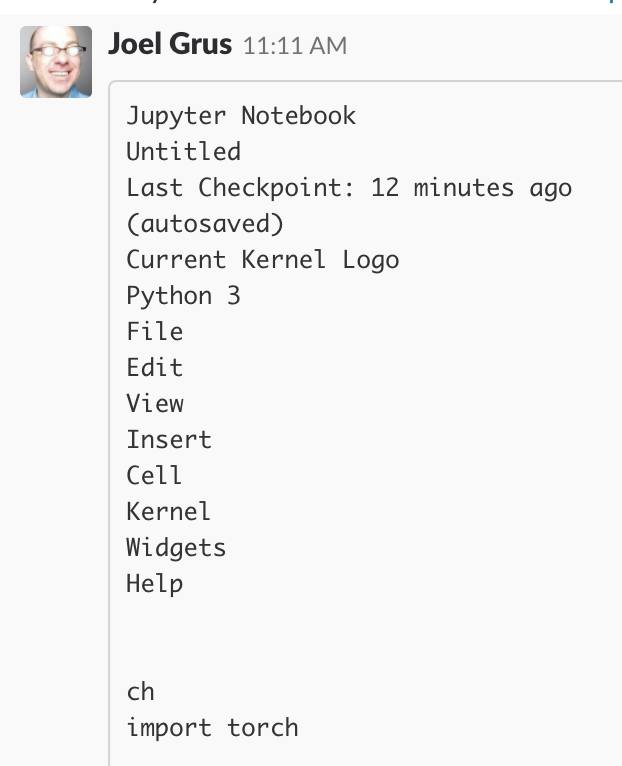 Joel Grus 11:11 AM
Jupyter Notebook
Untitled
Last Checkpoint: 12 minutes ago
(autosaved)
Current Kernel Logo
Python 3
File
Edit
View
Insert
Cell
Kernel
Widgets
Help
ch
import torch